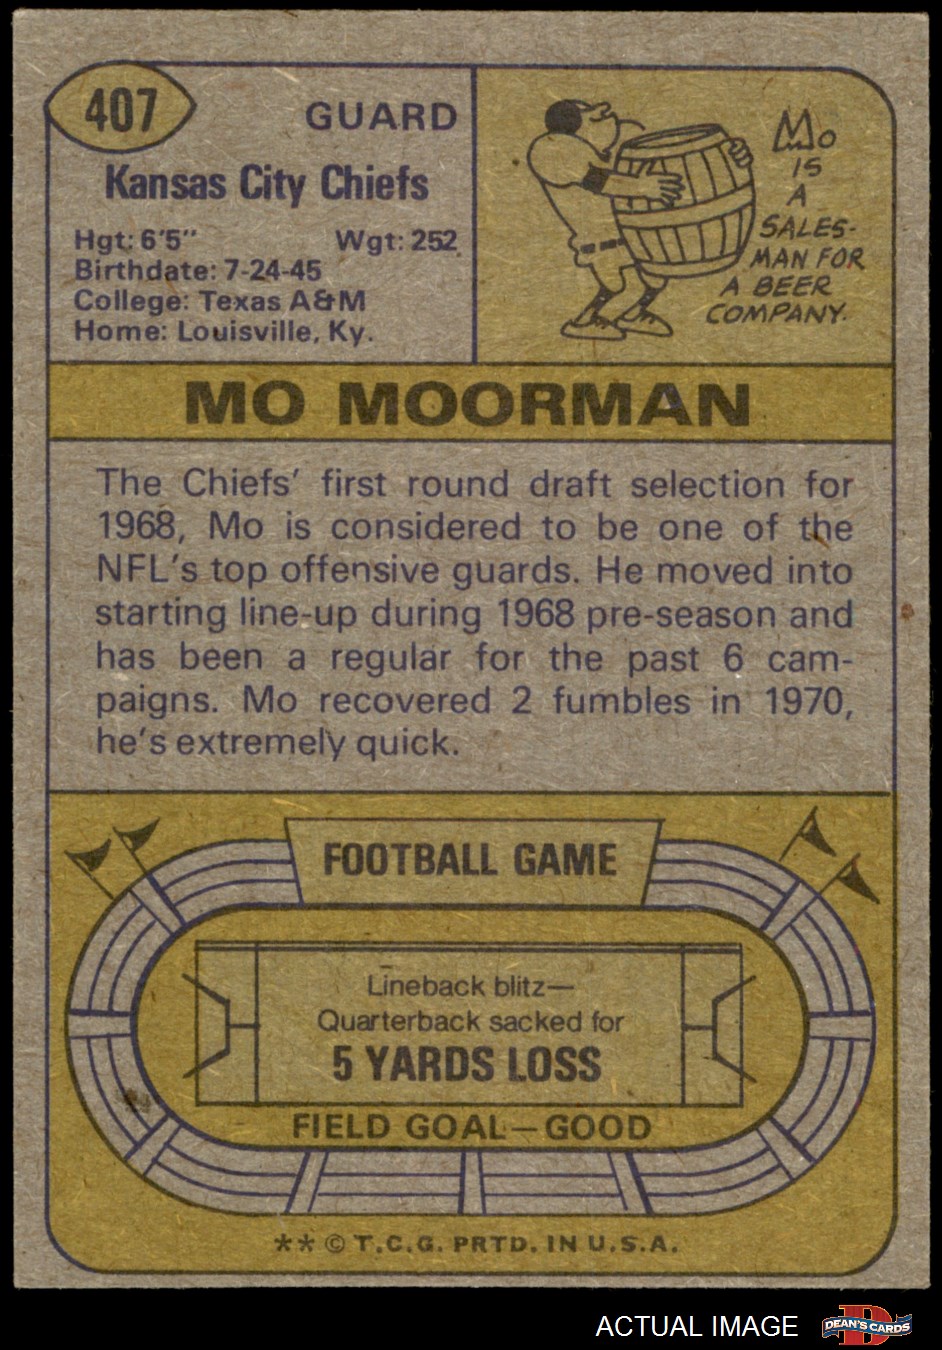 407
GUARD
Kansas City Chiefs
Hgt: 6'5" Wgt: 252
Birthdate: 7-24-45
College: Texas A&M
Home: Louisville, Ky.
Mo
IS
A
SALES-
MAN FOR
A BEER
COMPANY.
MO MOORMAN
The Chiefs' first round draft selection for
1968, Mo is considered to be one of the
NFL's top offensive guards. He moved into
starting line-up during 1968 pre-season and
has been a regular for the past 6 cam-
paigns. Mo recovered 2 fumbles in 1970,
he's extremely quick.
FOOTBALL GAME
Lineback blitz—
Quarterback sacked for
5 YARDS LOSS
FIELD GOAL—GOOD
** © T.C.G. PRTD. IN U.S.A.
ACTUAL IMAGE
D
DEAN'S CARDS